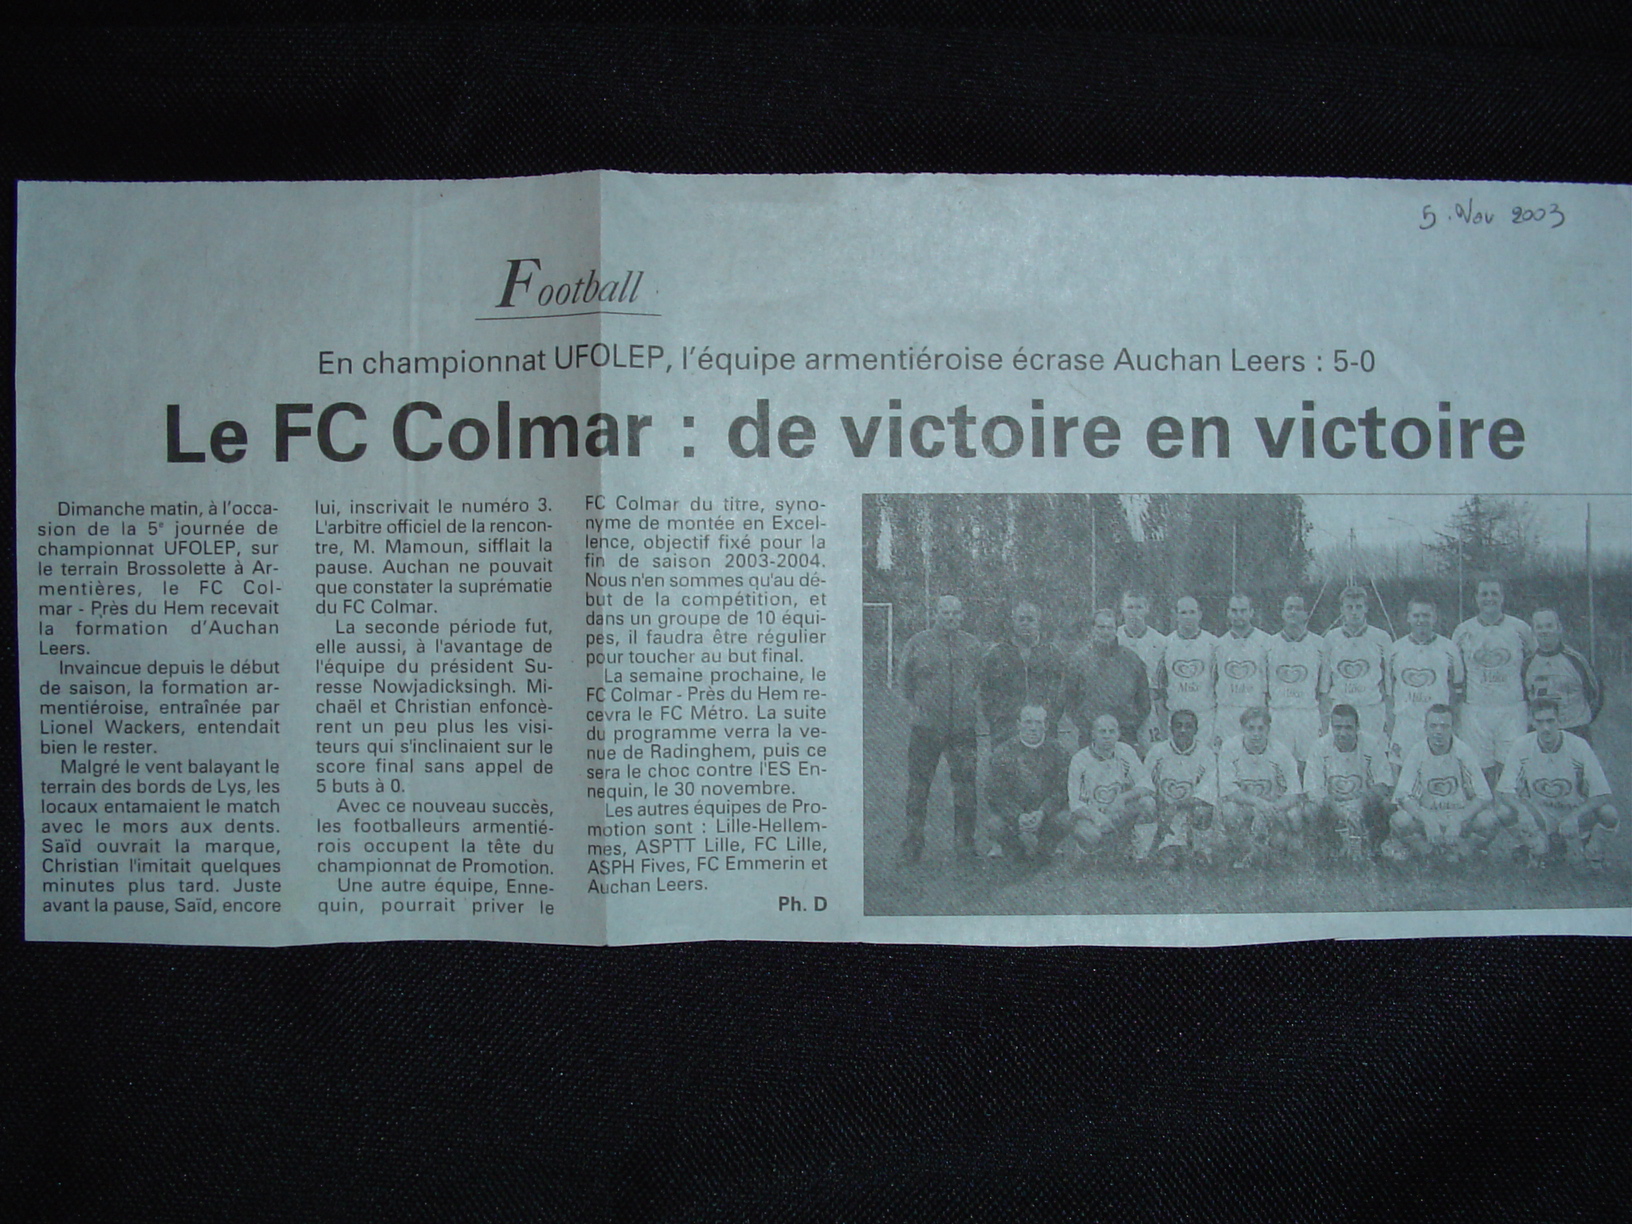 5. Nov 2003
Football
En championnat UFOLEP, l'équipe armentiéroise écrase Auchan Leers : 5-0
Le FC Colmar : de victoire en victoire
Dimanche matin, à l'occa-
sion de la 5e journée de
championnat UFOLEP, sur
le terrain Brossolette à Ar-
mentières, le FC Col-
mar - Près du Hem recevait
la formation d'Auchan
Leers.
Invaincue depuis le début
de saison, la formation ar-
mentiéroise, entraînée par
Lionel Wackers, entendait
bien le rester.
Malgré le vent balayant le
terrain des bords de Lys, les
locaux entamaient le match
avec le mors aux dents.
Saïd ouvrait la marque,
Christian l'imitait quelques
minutes plus tard. Juste
avant la pause, Saïd, encore
lui, inscrivait le numéro 3.
L'arbitre officiel de la rencon-
tre, M. Mamoun, sifflait la
pause. Auchan ne pouvait
que constater la suprématie
du FC Colmar.
La seconde période fut,
elle aussi, à l'avantage de
l'équipe du président Su-
resse Nowjadicksingh. Mi-
chaël et Christian enfoncè-
rent un peu plus les visi-
teurs qui s'inclinaient sur le
score final sans appel de
5 buts à 0.
Avec ce nouveau succès,
les footballeurs armentié-
rois occupent la tête du
championnat de Promotion.
Une autre équipe, Enne-
quin, pourrait priver le
FC Colmar du titre, syno-
nyme de montée en Excel-
lence, objectif fixé pour la
fin de saison 2003-2004.
Nous n'en sommes qu'au dé-
but de la compétition, et
dans un groupe de 10 équi-
pes, il faudra être régulier
pour toucher au but final.
La semaine prochaine, le
FC Colmar - Près du Hem re-
cevra le FC Métro. La suite
du programme verra la ve-
nue de Radinghem, puis ce
sera le choc contre l'ES En-
nequin, le 30 novembre.
Les autres équipes de Pro-
motion sont : Lille-Hellem-
mes, ASPTT Lille, FC Lille,
ASPH Fives, FC Emmerin et
Auchan Leers.
Ph. D